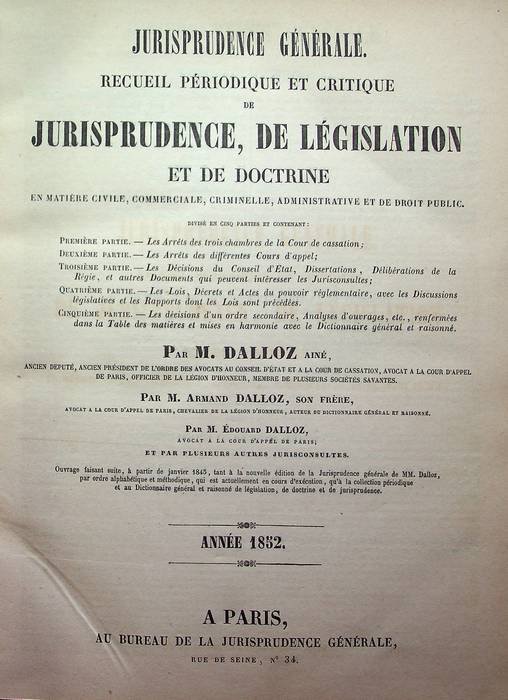 JURISPRUDENCE GÉNÉRALE.
RECUEIL PÉRIODIQUE ET CRITIQUE
DE
JURISPRUDENCE, DE LÉGISLATION
ET DE DOCTRINE
EN MATIÈRE CIVILE, COMMERCIALE, CRIMINELLE, ADMINISTRATIVE ET DE DROIT PUBLIC.
DIVISÉ EN CINQ PARTIES ET CONTENANT:
PREMIÈRE PARTIE. — Les Arrêts des trois chambres de la Cour de cassation;
DEUXIÈME PARTIE. — Les Arrêts des différentes Cours d'appel;
TROISIÈME PARTIE. — Les Décisions du Conseil d'Etat, Dissertations, Délibérations de la
Régie, et autres Documents qui peuvent intéresser les Jurisconsultes;
QUATRIÈME PARTIE. — Les Lois, Décrets et Actes du pouvoir réglementaire, avec les Discussions
législatives et les Rapports dont les Lois sont précédées.
CINQUIÈME PARTIE. — Les décisions d'un ordre secondaire, Analyses d'ouvrages, etc., renfermées
dans la Table des matières et mises en harmonie avec le Dictionnaire général et raisonné.
PAR M. DALLOZ AINÉ,
ANCIEN DEPUTÉ, ANCIEN PRÉSIDENT DE L'ORDRE DES AVOCATS AU CONSEIL D'ÉTAT ET A LA COUR DE CASSATION, AVOCAT A LA COUR D'APPEL
DE PARIS, OFFICIER DE LA LÉGION D'HONNEUR, MEMBRE DE PLUSIEURS SOCIÉTÉS SAVANTES.
PAR M. ARMAND DALLOZ, SON FRÈRE,
AVOCAT A LA COUR D'APPEL DE PARIS, CHEVALIER DE LA LÉGION D'HONNEUR, AUTEUR DU DICTIONNAIRE GÉNÉRAL ET RAISONNÉ.
PAR M. ÉDOUARD DALLOZ,
AVOCAT A LA COUR D'APPEL DE PARIS;
ET PAR PLUSIEURS AUTRES JURISCONSULTES.
Ouvrage faisant suite, à partir de janvier 1845, tant à la nouvelle édition de la Jurisprudence générale de MM. Dalloz,
par ordre alphabétique et méthodique, qui est actuellement en cours d'exécution, qu'à la collection périodique
et au Dictionnaire général et raisonné de législation, de doctrine et de jurisprudence.
ANNÉE 1852.
A PARIS,
AU BUREAU DE LA JURISPRUDENCE GÉNÉRALE,
RUE DE SEINE, N° 34.